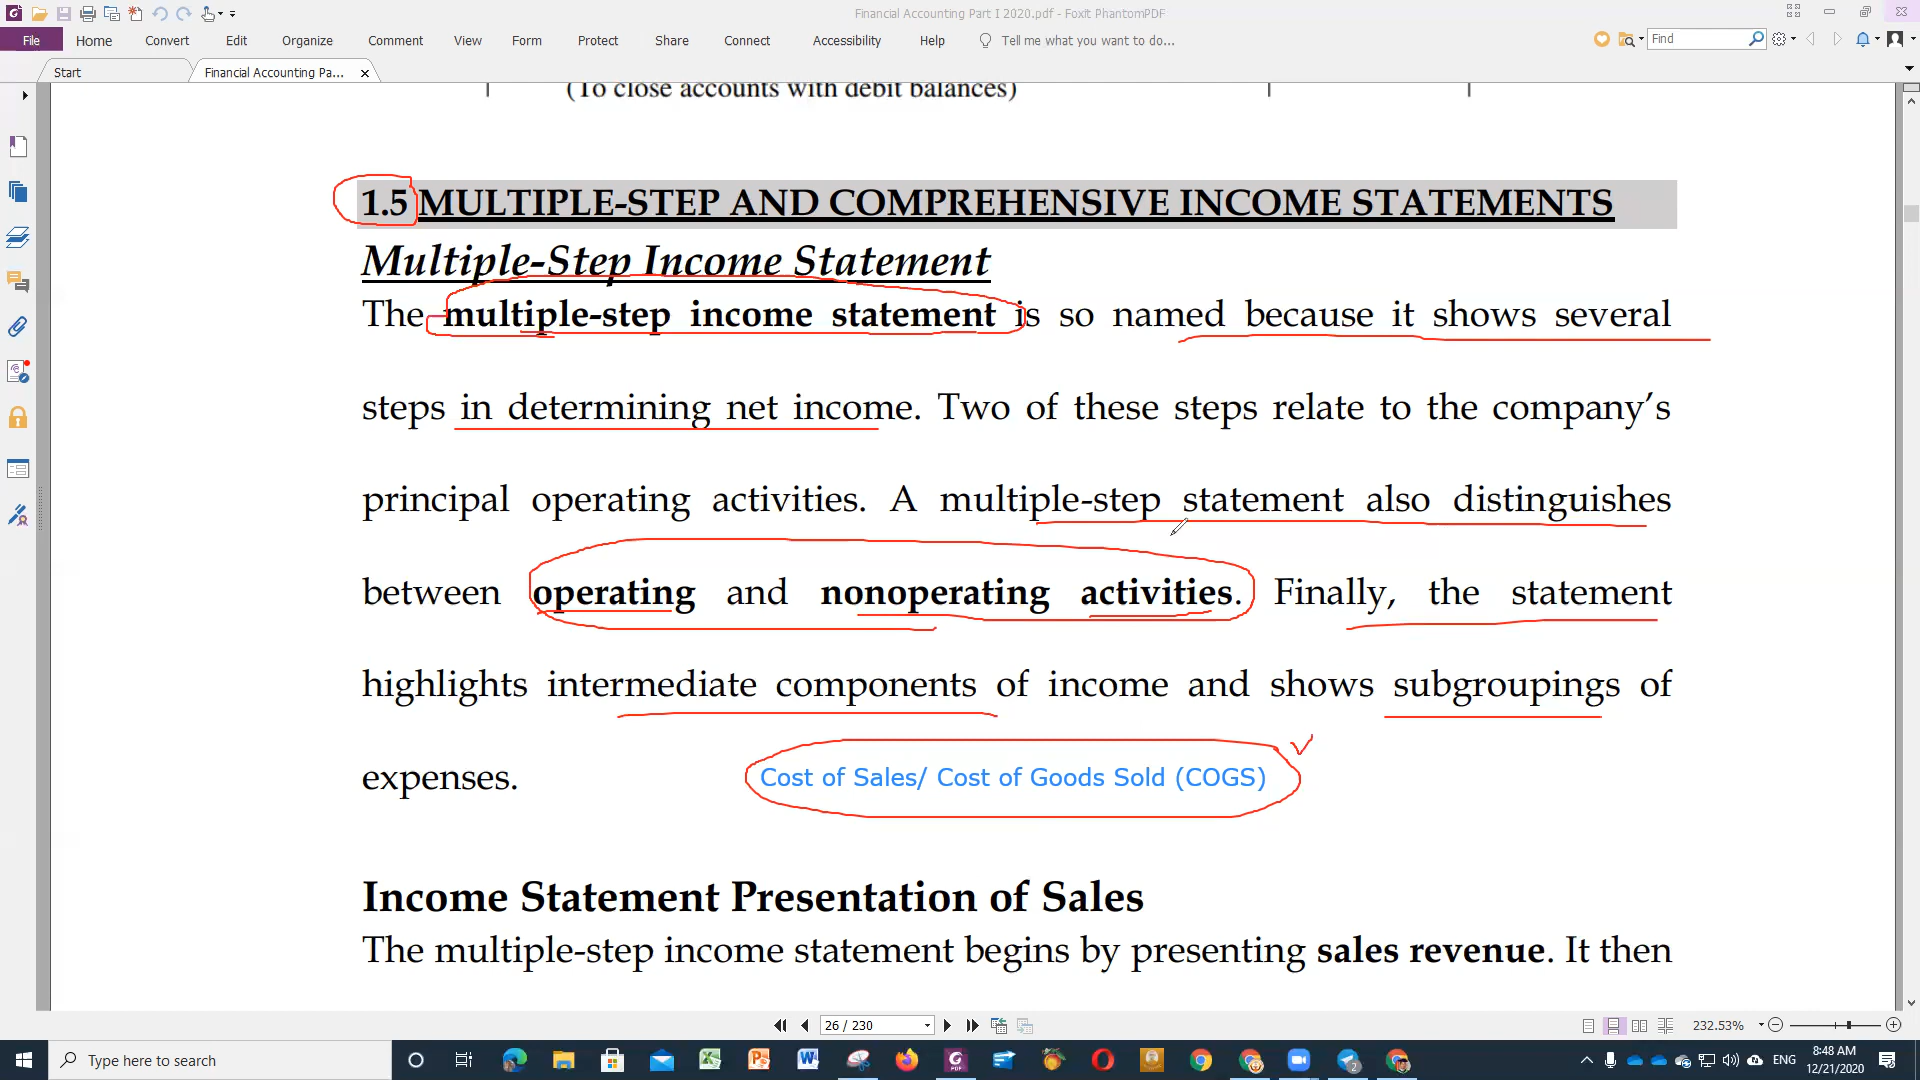 Financial Accounting Part I 2020.pdf - Foxit PhantomPDF
File Home Convert Edit Organize Comment View Form Protect Share Connect Accessibility Help Tell me what you want to do... Find
Start Financial Accounting Pa... ×
(To close accounts with debit balances)
1.5 MULTIPLE-STEP AND COMPREHENSIVE INCOME STATEMENTS
Multiple-Step Income Statement
The multiple-step income statement is so named because it shows several
steps in determining net income. Two of these steps relate to the company's
principal operating activities. A multiple-step statement also distinguishes
between operating and nonoperating activities. Finally, the statement
highlights intermediate components of income and shows subgroupings of
expenses. Cost of Sales/ Cost of Goods Sold (COGS)
Income Statement Presentation of Sales
The multiple-step income statement begins by presenting sales revenue. It then
26 / 230 232.53%
Type here to search ENG 8:48 AM
12/21/2020